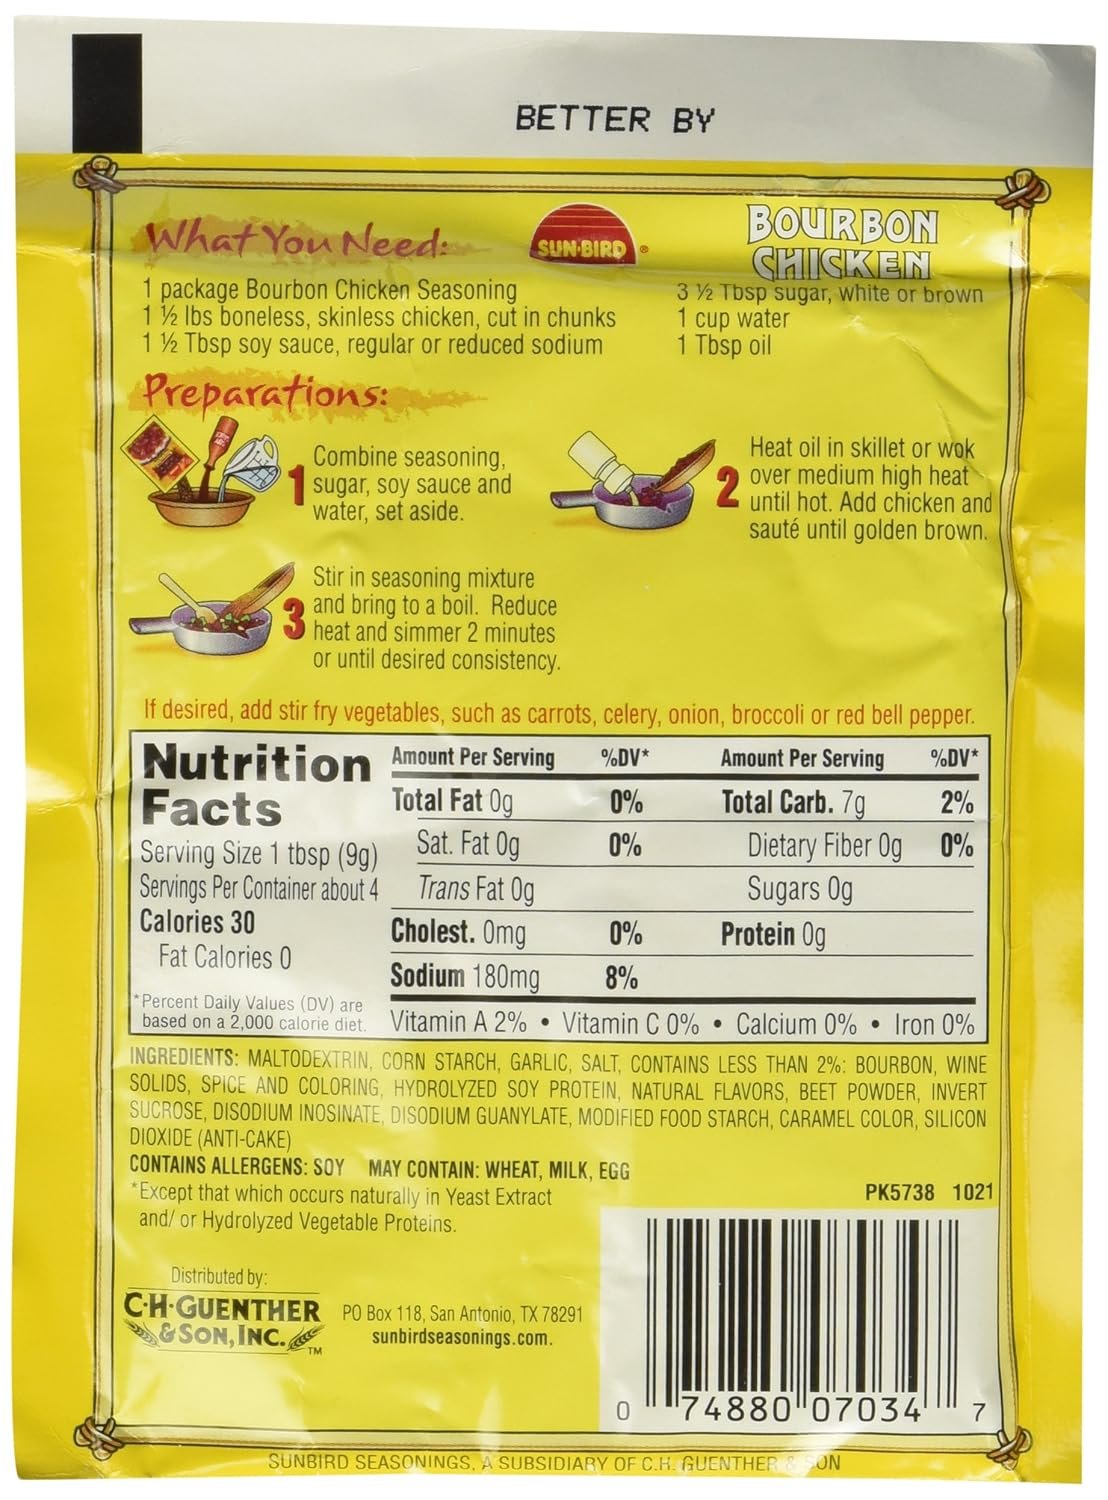 BETTER BY
What You Need:
SUN·BIRD ®
BOURBON
CHICKEN
1 package Bourbon Chicken Seasoning
1 ½ lbs boneless, skinless chicken, cut in chunks
1 ½ Tbsp soy sauce, regular or reduced sodium
3 ½ Tbsp sugar, white or brown
1 cup water
1 Tbsp oil
Preparations:
1 Combine seasoning,
sugar, soy sauce and
water, set aside.
2 Heat oil in skillet or wok
over medium high heat
until hot. Add chicken and
sauté until golden brown.
3 Stir in seasoning mixture
and bring to a boil. Reduce
heat and simmer 2 minutes
or until desired consistency.
If desired, add stir fry vegetables, such as carrots, celery, onion, broccoli or red bell pepper.
Nutrition
Facts
Serving Size 1 tbsp (9g)
Servings Per Container about 4
Calories 30
Fat Calories 0
*Percent Daily Values (DV) are
based on a 2,000 calorie diet.
Amount Per Serving %DV*
Total Fat 0g 0%
Sat. Fat 0g 0%
Trans Fat 0g
Cholest. 0mg 0%
Sodium 180mg 8%
Amount Per Serving %DV*
Total Carb. 7g 2%
Dietary Fiber 0g 0%
Sugars 0g
Protein 0g
Vitamin A 2% • Vitamin C 0% • Calcium 0% • Iron 0%
INGREDIENTS: MALTODEXTRIN, CORN STARCH, GARLIC, SALT, CONTAINS LESS THAN 2%: BOURBON, WINE
SOLIDS, SPICE AND COLORING, HYDROLYZED SOY PROTEIN, NATURAL FLAVORS, BEET POWDER, INVERT
SUCROSE, DISODIUM INOSINATE, DISODIUM GUANYLATE, MODIFIED FOOD STARCH, CARAMEL COLOR, SILICON
DIOXIDE (ANTI-CAKE)
CONTAINS ALLERGENS: SOY MAY CONTAIN: WHEAT, MILK, EGG
*Except that which occurs naturally in Yeast Extract
and/ or Hydrolyzed Vegetable Proteins.
PK5738 1021
Distributed by:
C·H·GUENTHER
& SON, INC. TM
PO Box 118, San Antonio, TX 78291
sunbirdseasonings.com.
0 74880 07034 7
SUNBIRD SEASONINGS, A SUBSIDIARY OF C.H. GUENTHER & SON